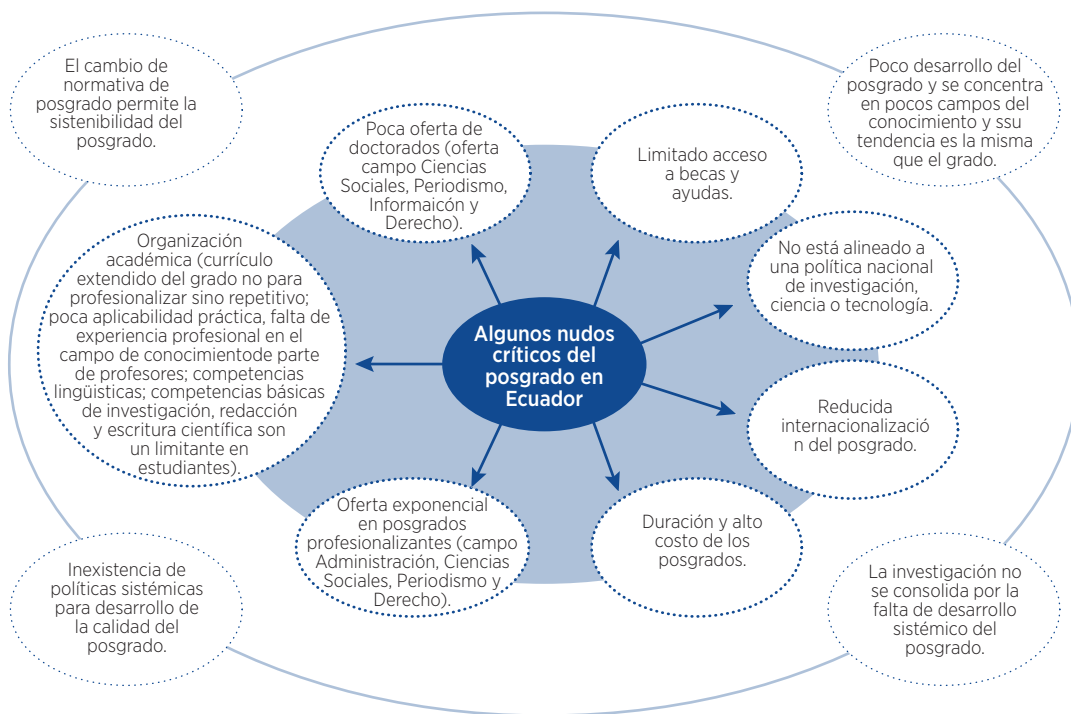 El cambio de
normativa de
posgrado permite la
sistenibilidad del
posgrado.
Poco desarrollo del
posgrado y se concentra
en pocos campos del
conocimiento y ssu
tendencia es la misma
que el grado.
Poca oferta de
doctorados (oferta
campo Ciencias
Sociales, Periodismo,
Informaicón y
Derecho).
Limitado acceso
a becas y
ayudas.
Organización
académica (currículo
extendido del grado no para
profesionalizar sino repetitivo;
poca aplicabilidad práctica, falta de
experiencia profesional en el
campo de conocimientode parte
de profesores; competencias
lingüisticas; competencias básicas
de investigación, redacción
y escritura científica son
un limitante en
estudiantes).
No está alineado a
una política nacional
de investigación,
ciencia o tecnología.
Algunos nudos
críticos del
posgrado en
Ecuador
Reducida
internacionalizació
n del posgrado.
Oferta exponencial
en posgrados
profesionalizantes (campo
Administración, Ciencias
Sociales, Periodismo y
Derecho).
Duración y alto
costo de los
posgrados.
Inexistencia de
políticas sistémicas
para desarrollo de
la calidad del
posgrado.
La investigación no
se consolida por la
falta de desarrollo
sistémico del
posgrado.